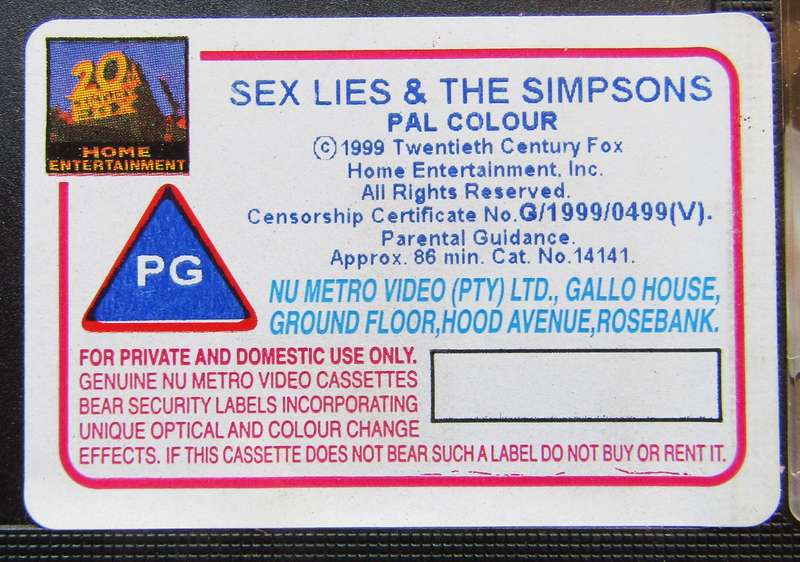 20th
CENTURY
FOX
HOME
ENTERTAINMENT
SEX LIES & THE SIMPSONS
PAL COLOUR
©1999 Twentieth Century Fox
Home Entertainment, Inc.
All Rights Reserved.
Censorship Certificate No.G/1999/0499(V).
Parental Guidance.
Approx. 86 min. Cat. No.14141.
PG
NU METRO VIDEO (PTY) LTD., GALLO HOUSE,
GROUND FLOOR,HOOD AVENUE,ROSEBANK.
FOR PRIVATE AND DOMESTIC USE ONLY.
GENUINE NU METRO VIDEO CASSETTES
BEAR SECURITY LABELS INCORPORATING
UNIQUE OPTICAL AND COLOUR CHANGE
EFFECTS. IF THIS CASSETTE DOES NOT BEAR SUCH A LABEL DO NOT BUY OR RENT IT.